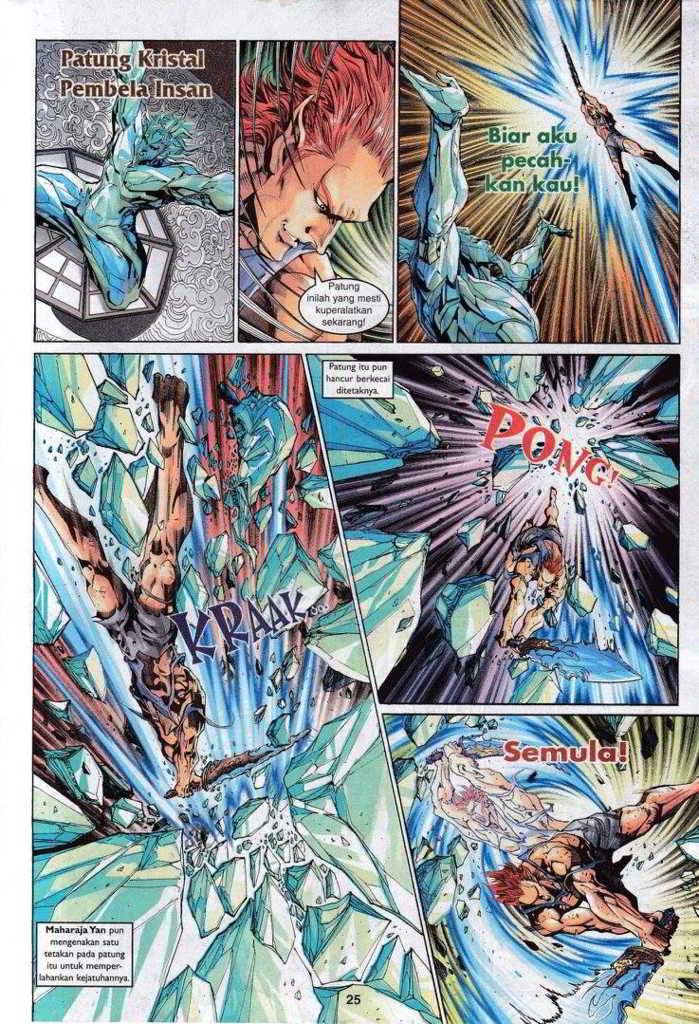 Patung Kristal
Pembela Insan
Patung
inilah yang mesti
kuperalatkan
sekarang!
Biar aku
pecah-
kan kau!
KRAAK...
Maharaja Yan pun
mengenakan satu
tetakan pada patung
itu untuk memper-
lahankan kejatuhannya.
Patung itu pun
hancur berkecai
ditetaknya.
PONG!
Semula!
25